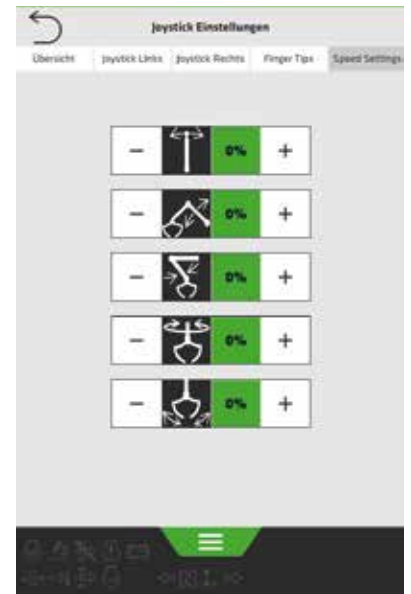 Joystick Einstellungen
Übersicht Joystick Links Joystick Rechts Finger Tips Speed Settings
− 0% +
− 0% +
− 0% +
− 0% +
− 0% +